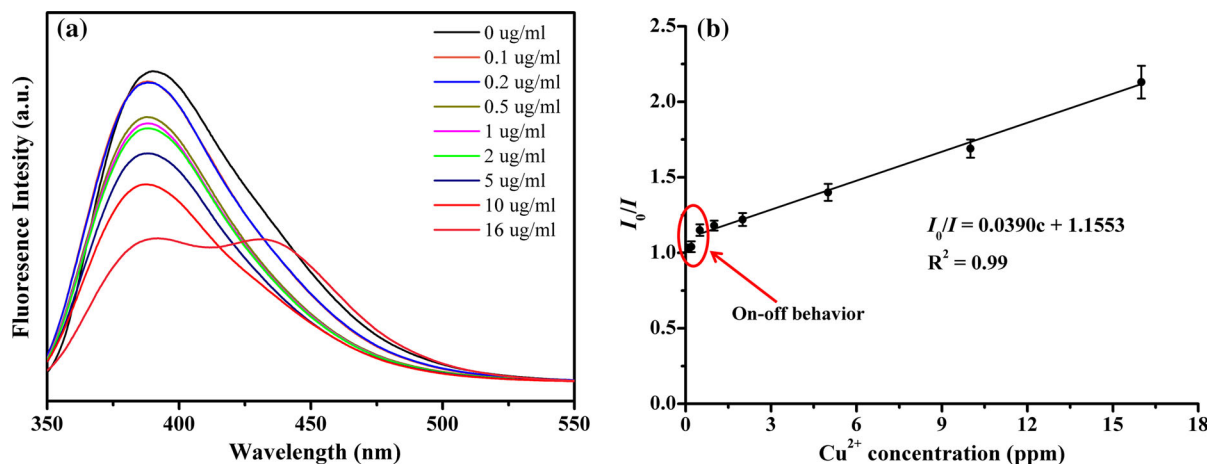 (a)
Fluorescence Intesity (a.u.)
0 ug/ml
0.1 ug/ml
0.2 ug/ml
0.5 ug/ml
1 ug/ml
2 ug/ml
5 ug/ml
10 ug/ml
16 ug/ml
350 400 450 500 550
Wavelength (nm)
(b)
I₀/I
2.5
2.0
1.5
1.0
0.5
0.0
I₀/I = 0.0390c + 1.1553
R² = 0.99
On-off behavior
0 3 6 9 12 15 18
Cu²⁺ concentration (ppm)